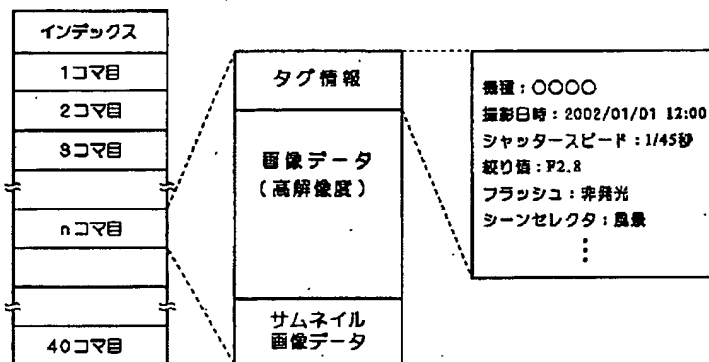 インデックス
1コマ目
2コマ目
3コマ目
nコマ目
40コマ目
タグ情報
画像データ
(高解像度)
サムネイル
画像データ
機種:〇〇〇〇
撮影日時:2002/01/01 12:00
シャッタースピード:1/45秒
絞り値:F2.8
フラッシュ:非発光
シーンセレクタ:風景
⋮